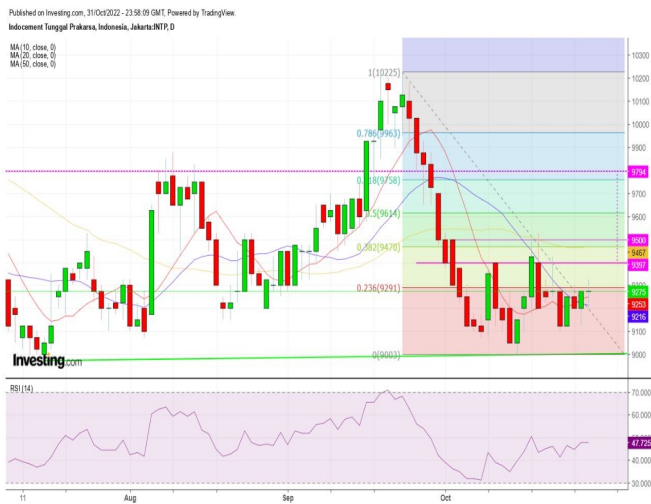 Published on Investing.com, 31/Oct/2022 - 23:58:09 GMT, Powered by TradingView.
Indocement Tunggal Prakarsa, Indonesia, Jakarta:INTP, D
MA (10, close, 0)
MA (20, close, 0)
MA (50, close, 0)
10300
10200
10100
10000
9900
9794
9700
9600
9500
9467
9397
9275
9253
9216
9100
9000
1(10225)
0.786(9963)
0.618(9758)
0.5(9614)
0.382(9470)
0.236(9291)
0(9003)
Investing.com
RSI (14)
70.000
60.000
47.725
40.000
30.000
11
Aug
Sep
Oct